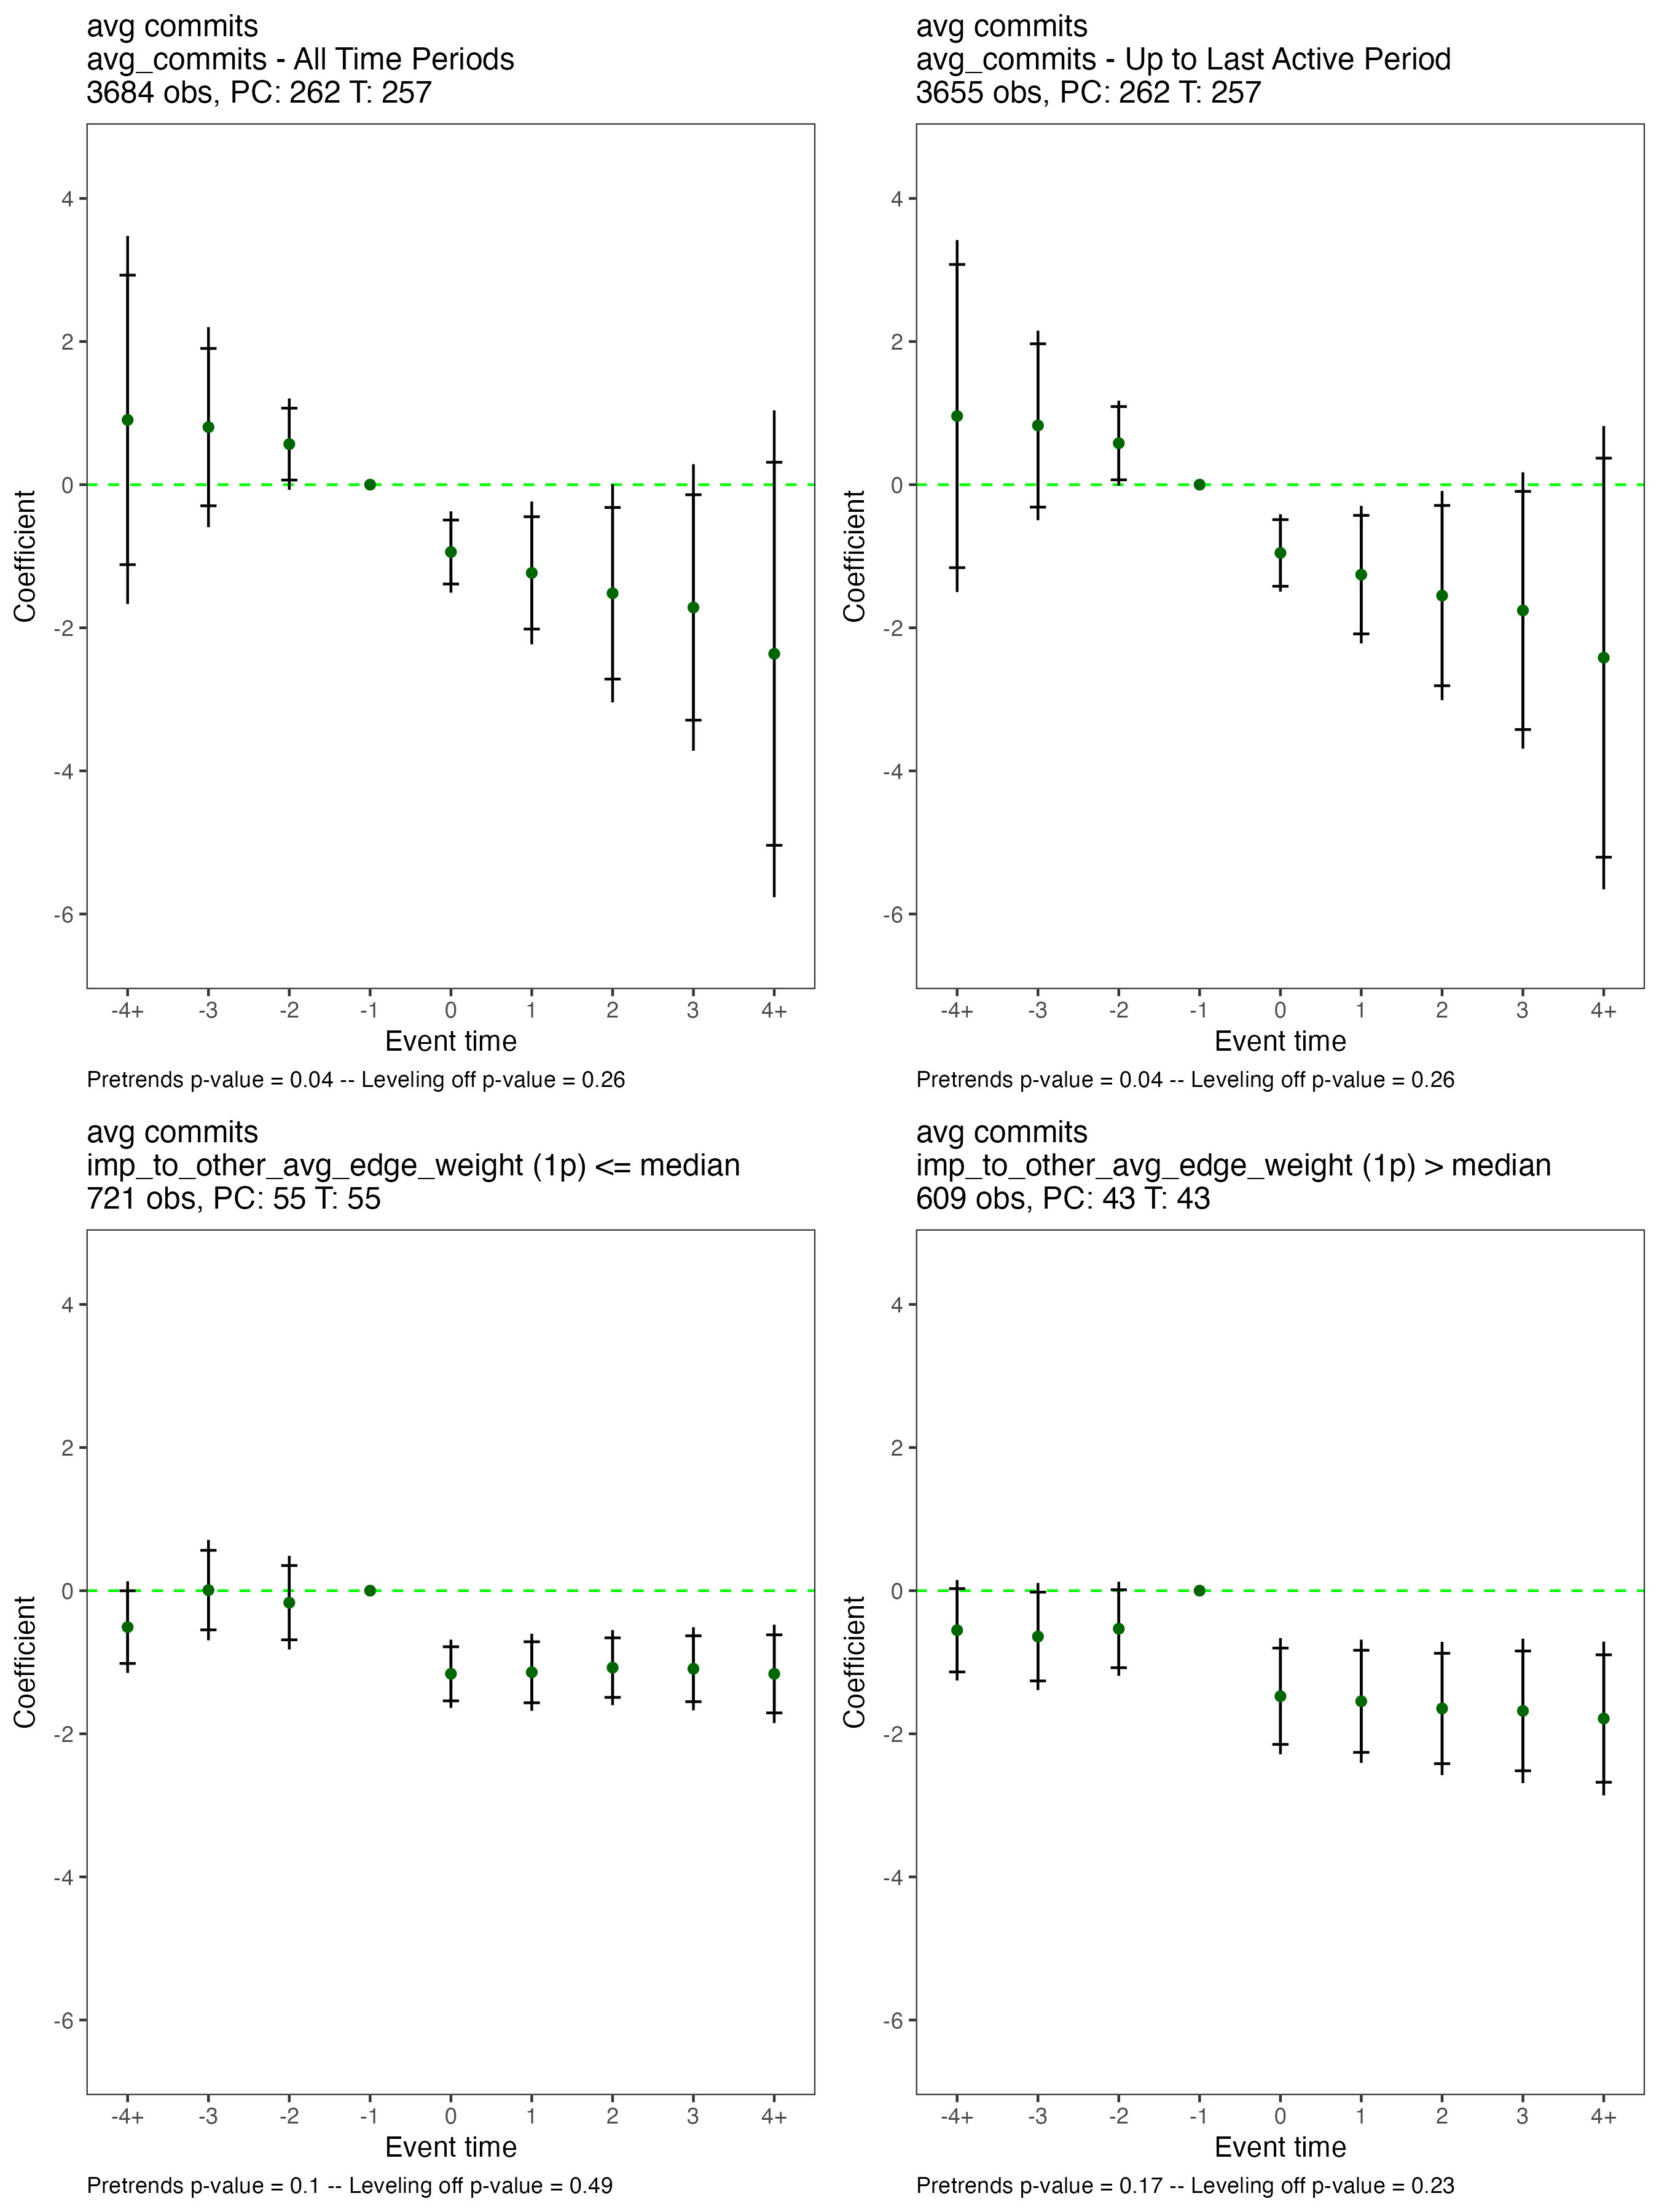 avg commits
avg_commits - All Time Periods
3684 obs, PC: 262 T: 257
Coefficient
4
2
0
-2
-4
-6
-4+ -3 -2 -1 0 1 2 3 4+
Event time
Pretrends p-value = 0.04 -- Leveling off p-value = 0.26
avg commits
avg_commits - Up to Last Active Period
3655 obs, PC: 262 T: 257
Coefficient
4
2
0
-2
-4
-6
-4+ -3 -2 -1 0 1 2 3 4+
Event time
Pretrends p-value = 0.04 -- Leveling off p-value = 0.26
avg commits
imp_to_other_avg_edge_weight (1p) <= median
721 obs, PC: 55 T: 55
Coefficient
4
2
0
-2
-4
-6
-4+ -3 -2 -1 0 1 2 3 4+
Event time
Pretrends p-value = 0.1 -- Leveling off p-value = 0.49
avg commits
imp_to_other_avg_edge_weight (1p) > median
609 obs, PC: 43 T: 43
Coefficient
4
2
0
-2
-4
-6
-4+ -3 -2 -1 0 1 2 3 4+
Event time
Pretrends p-value = 0.17 -- Leveling off p-value = 0.23